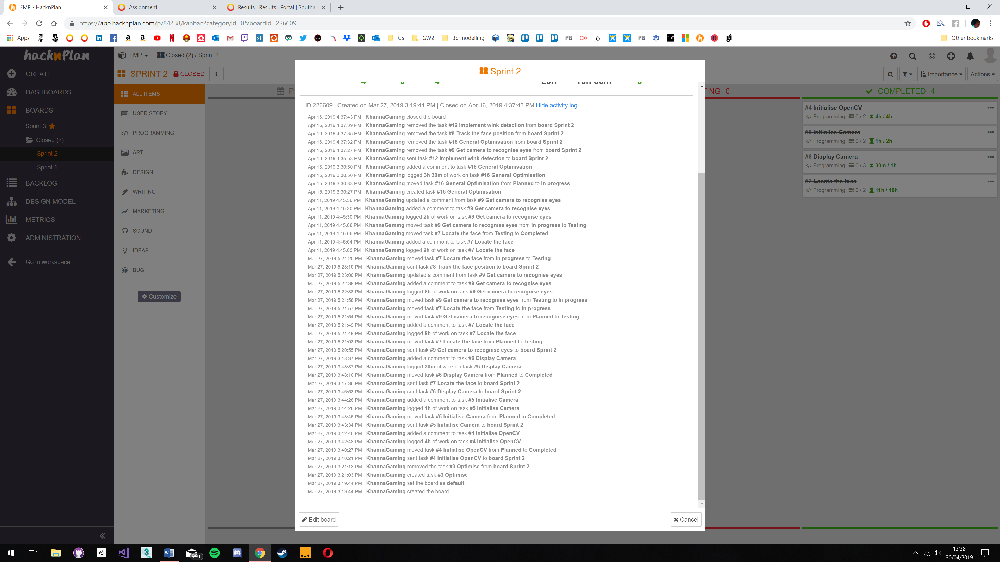 FMP - HacknPlan
Assignment
Results | Results | Portal | Southan
https://app.hacknplan.com/p/84238/kanban?categoryId=0&boardId=226609
Apps
CS
GW2
3d modelling
PB
PB
Other bookmarks
hacknPlan
FMP
Closed (2) / Sprint 2
CREATE
DASHBOARDS
BOARDS
Sprint 3
Closed (2)
Sprint 2
Sprint 1
BACKLOG
DESIGN MODEL
METRICS
ADMINISTRATION
Go to workspace
SPRINT 2
CLOSED
Importance
Actions
ALL ITEMS
USER STORY
PROGRAMMING
ART
DESIGN
WRITING
MARKETING
SOUND
IDEAS
BUG
Customize
Sprint 2
ID 226609 | Created on Mar 27, 2019 3:19:44 PM | Closed on Apr 16, 2019 4:37:43 PM Hide activity log
Apr 16, 2019 4:37:43 PM KhannaGaming closed the board
Apr 16, 2019 4:37:39 PM KhannaGaming removed the task #12 Implement wink detection from board Sprint 2
Apr 16, 2019 4:37:35 PM KhannaGaming removed the task #8 Track the face position from board Sprint 2
Apr 16, 2019 4:37:32 PM KhannaGaming removed the task #16 General Optimisation from board Sprint 2
Apr 16, 2019 4:37:27 PM KhannaGaming removed the task #9 Get camera to recognise eyes from board Sprint 2
Apr 16, 2019 4:35:53 PM KhannaGaming sent task #12 Implement wink detection to board Sprint 2
Apr 15, 2019 3:30:50 PM KhannaGaming added a comment to task #16 General Optimisation
Apr 15, 2019 3:30:50 PM KhannaGaming logged 3h 30m of work on task #16 General Optimisation
Apr 15, 2019 3:30:33 PM KhannaGaming moved task #16 General Optimisation from Planned to In progress
Apr 15, 2019 3:30:27 PM KhannaGaming created task #16 General Optimisation
Apr 11, 2019 4:45:56 PM KhannaGaming updated a comment from task #9 Get camera to recognise eyes
Apr 11, 2019 4:45:30 PM KhannaGaming added a comment to task #9 Get camera to recognise eyes
Apr 11, 2019 4:45:30 PM KhannaGaming logged 2h of work on task #9 Get camera to recognise eyes
Apr 11, 2019 4:45:08 PM KhannaGaming moved task #9 Get camera to recognise eyes from In progress to Testing
Apr 11, 2019 4:45:06 PM KhannaGaming moved task #7 Locate the face from Testing to Completed
Apr 11, 2019 4:45:04 PM KhannaGaming added a comment to task #7 Locate the face
Apr 11, 2019 4:45:03 PM KhannaGaming logged 2h of work on task #7 Locate the face
Mar 27, 2019 5:24:20 PM KhannaGaming moved task #7 Locate the face from In progress to Testing
Mar 27, 2019 5:23:19 PM KhannaGaming sent task #8 Track the face position to board Sprint 2
Mar 27, 2019 5:23:00 PM KhannaGaming updated a comment from task #9 Get camera to recognise eyes
Mar 27, 2019 5:22:38 PM KhannaGaming added a comment to task #9 Get camera to recognise eyes
Mar 27, 2019 5:22:38 PM KhannaGaming logged 8h of work on task #9 Get camera to recognise eyes
Mar 27, 2019 5:21:58 PM KhannaGaming moved task #9 Get camera to recognise eyes from Testing to In progress
Mar 27, 2019 5:21:57 PM KhannaGaming moved task #7 Locate the face from Testing to In progress
Mar 27, 2019 5:21:54 PM KhannaGaming moved task #9 Get camera to recognise eyes from Planned to Testing
Mar 27, 2019 5:21:49 PM KhannaGaming added a comment to task #7 Locate the face
Mar 27, 2019 5:21:49 PM KhannaGaming logged 9h of work on task #7 Locate the face
Mar 27, 2019 5:21:03 PM KhannaGaming moved task #7 Locate the face from Planned to Testing
Mar 27, 2019 5:20:55 PM KhannaGaming sent task #9 Get camera to recognise eyes to board Sprint 2
Mar 27, 2019 3:48:37 PM KhannaGaming added a comment to task #6 Display Camera
Mar 27, 2019 3:48:37 PM KhannaGaming logged 30m of work on task #6 Display Camera
Mar 27, 2019 3:48:10 PM KhannaGaming moved task #6 Display Camera from Planned to Completed
Mar 27, 2019 3:47:36 PM KhannaGaming sent task #7 Locate the face to board Sprint 2
Mar 27, 2019 3:46:53 PM KhannaGaming sent task #6 Display Camera to board Sprint 2
Mar 27, 2019 3:44:28 PM KhannaGaming added a comment to task #5 Initialise Camera
Mar 27, 2019 3:44:28 PM KhannaGaming logged 1h of work on task #5 Initialise Camera
Mar 27, 2019 3:43:45 PM KhannaGaming moved task #5 Initialise Camera from Planned to Completed
Mar 27, 2019 3:43:34 PM KhannaGaming sent task #5 Initialise Camera to board Sprint 2
Mar 27, 2019 3:42:48 PM KhannaGaming added a comment to task #4 Initialise OpenCV
Mar 27, 2019 3:42:48 PM KhannaGaming logged 4h of work on task #4 Initialise OpenCV
Mar 27, 2019 3:40:27 PM KhannaGaming moved task #4 Initialise OpenCV from Planned to Completed
Mar 27, 2019 3:40:21 PM KhannaGaming sent task #4 Initialise OpenCV to board Sprint 2
Mar 27, 2019 3:21:13 PM KhannaGaming removed the task #3 Optimise from board Sprint 2
Mar 27, 2019 3:21:03 PM KhannaGaming created task #3 Optimise
Mar 27, 2019 3:19:44 PM KhannaGaming set the board as default
Mar 27, 2019 3:19:44 PM KhannaGaming created the board
Edit board
Cancel
TING 0
COMPLETED 4
#4 Initialise OpenCV
Programming 0 / 2 4h / 4h
#5 Initialise Camera
Programming 0 / 2 1h / 2h
#6 Display Camera
Programming 0 / 3 30m / 1h
#7 Locate the face
Programming 0 / 2 11h / 16h
99+
13:38
30/04/2019